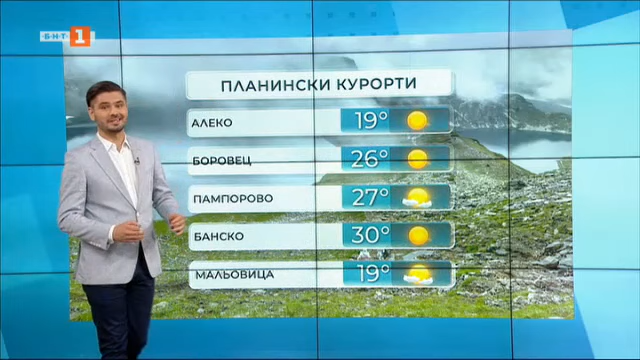 БНТ 1
ПЛАНИНСКИ КУРОРТИ
АЛЕКО 19°
БОРОВЕЦ 26°
ПАМПОРОВО 27°
БАНСКО 30°
МАЛЬОВИЦА 19°